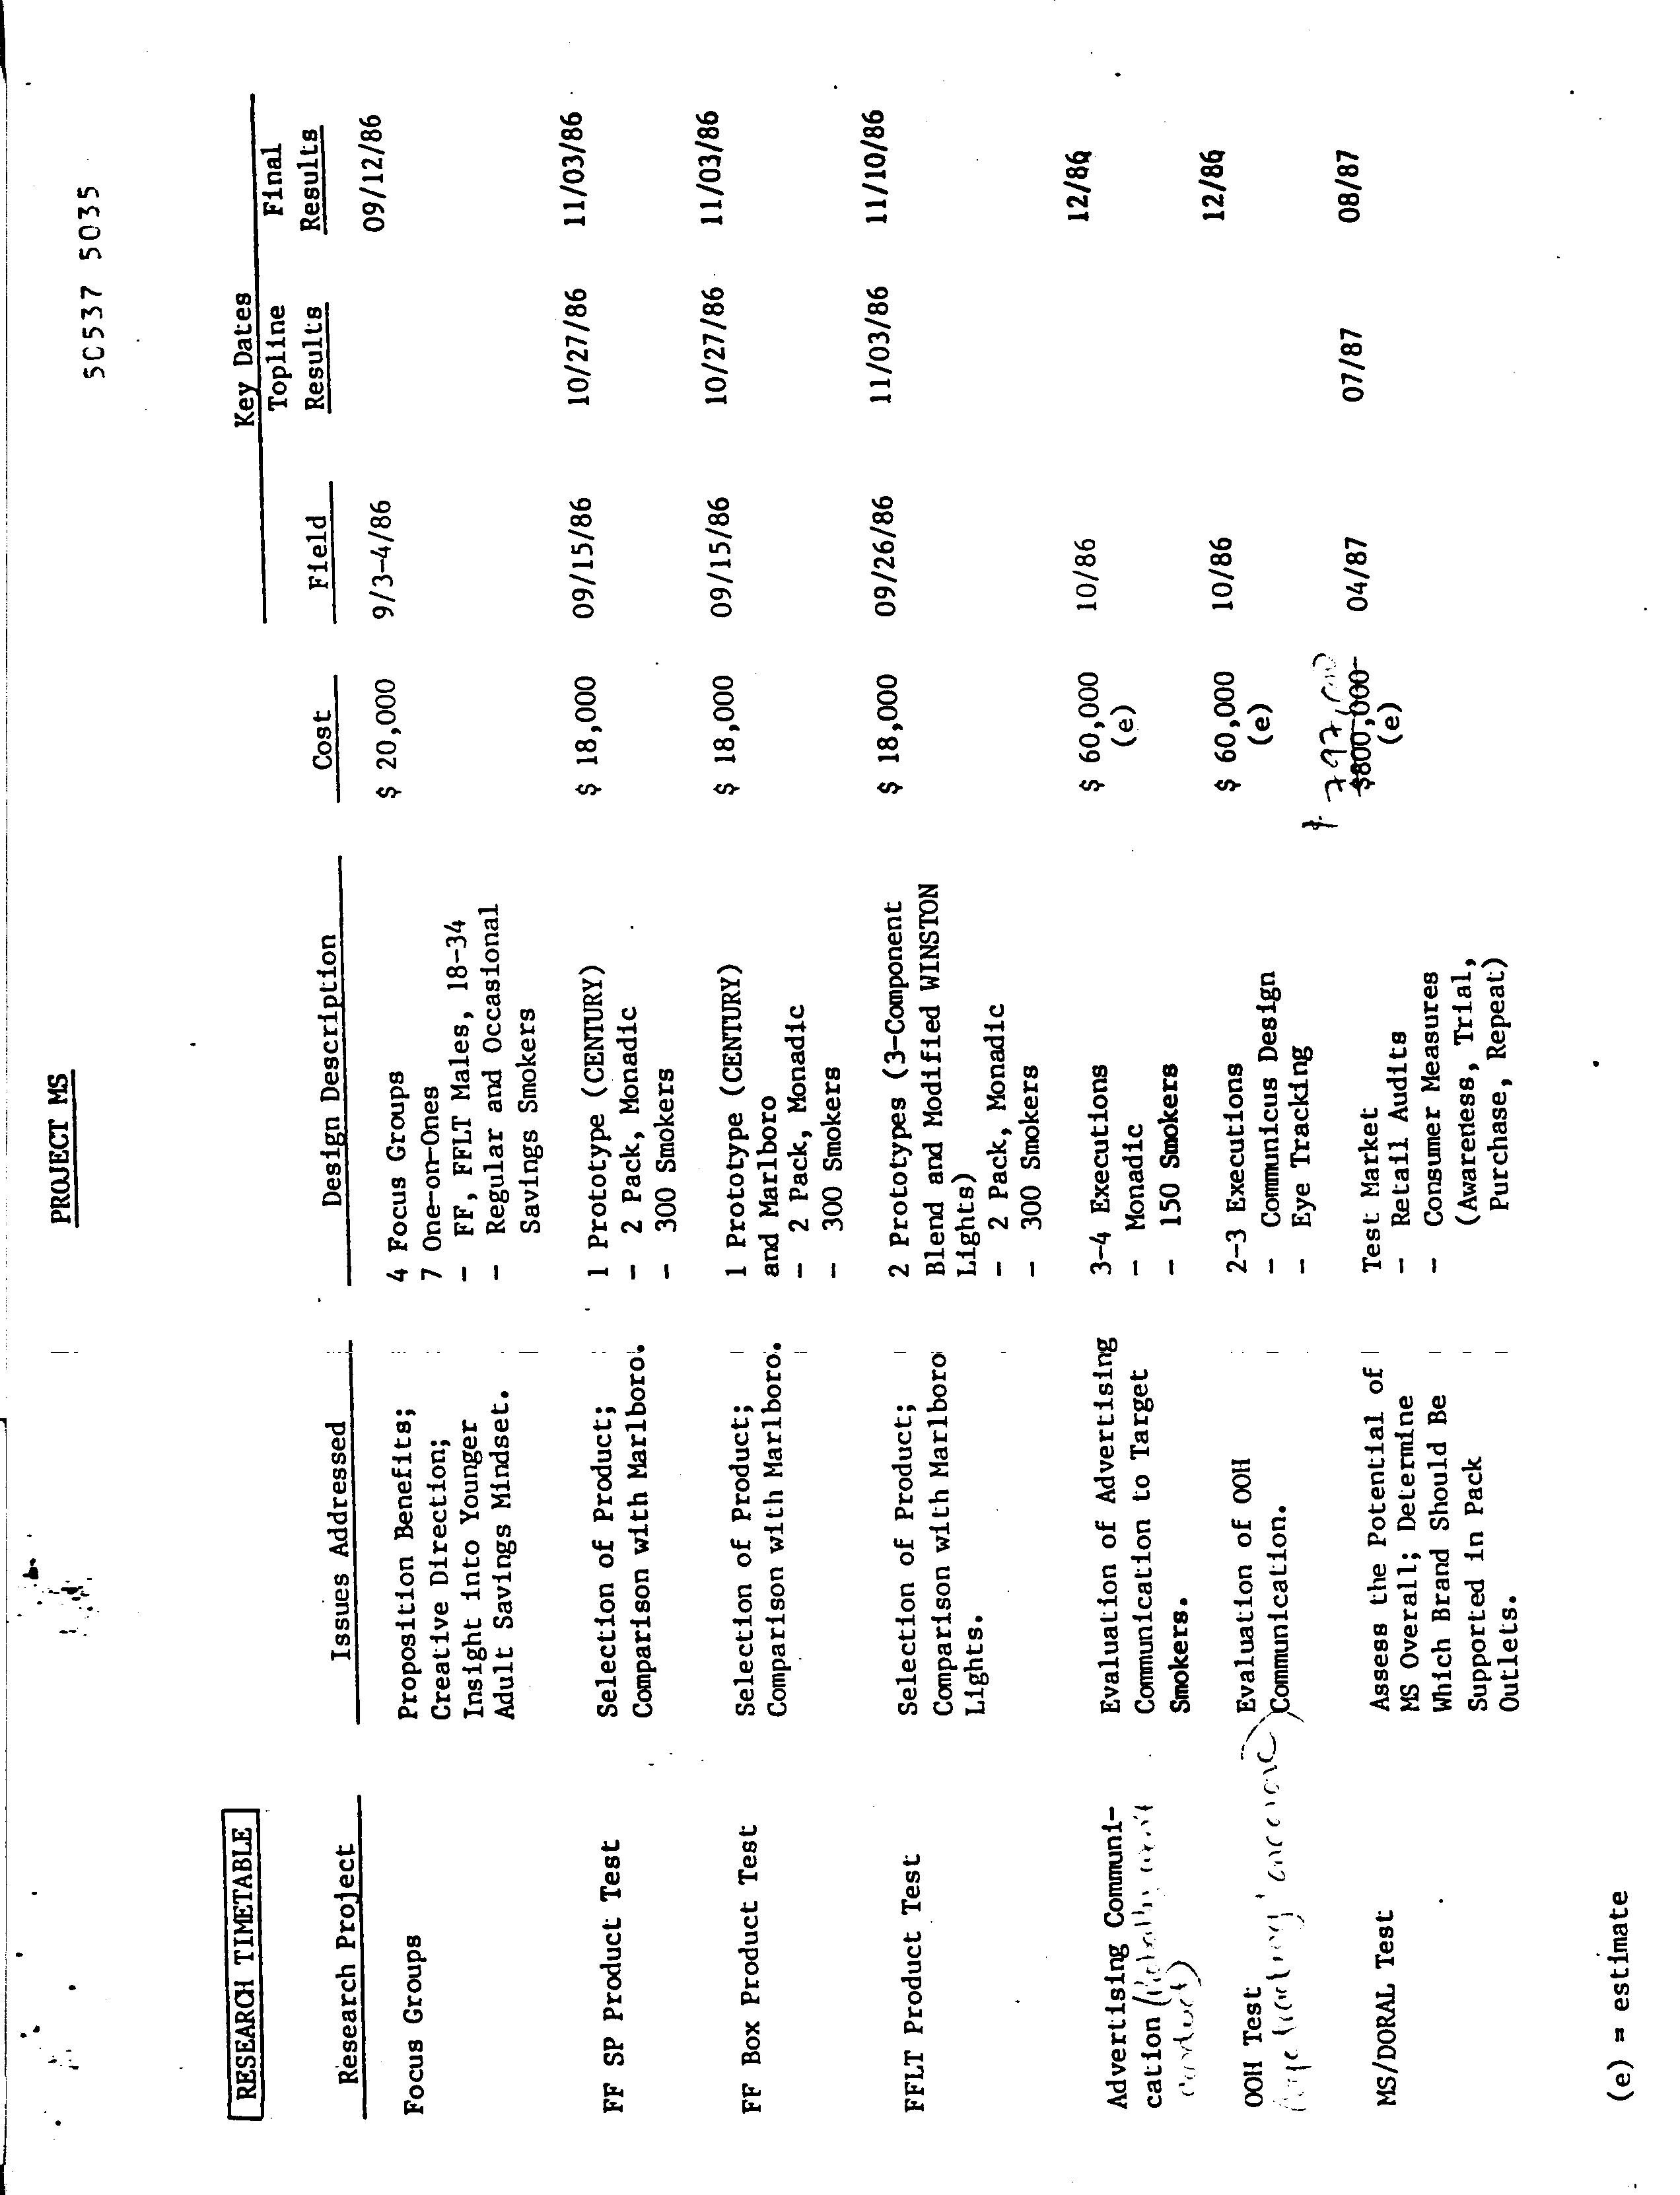 PROJECT MS
50537 5035
RESEARCH TIMETABLE
Key Dates
Topline Final
Research Project Issues Addressed Design Description Cost Field Results Results
Focus Groups Proposition Benefits; 4 Focus Groups $ 20,000 9/3-4/86 09/12/86
Creative Direction; 7 One-on-Ones
Insight into Younger - FF, FFLT Males, 18-34
Adult Savings Mindset. - Regular and Occasional
Savings Smokers
FF SP Product Test Selection of Product; 1 Prototype (CENTURY) $ 18,000 09/15/86 10/27/86 11/03/86
Comparison with Marlboro. - 2 Pack, Monadic
- 300 Smokers
FF Box Product Test Selection of Product; 1 Prototype (CENTURY) $ 18,000 09/15/86 10/27/86 11/03/86
Comparison with Marlboro. and Marlboro
- 2 Pack, Monadic
- 300 Smokers
FFLT Product Test Selection of Product; 2 Prototypes (3-Component $ 18,000 09/26/86 11/03/86 11/10/86
Comparison with Marlboro Blend and Modified WINSTON
Lights. Lights)
- 2 Pack, Monadic
- 300 Smokers
Advertising Communi- Evaluation of Advertising 3-4 Executions $ 60,000 10/86 12/86
cation Communication to Target - Monadic (e)
Smokers. - 150 Smokers
OOH Test Evaluation of OOH 2-3 Executions $ 60,000 10/86 12/86
Communication. - Communicus Design (e)
- Eye Tracking
MS/DORAL Test Assess the Potential of Test Market $800,000 04/87 07/87 08/87
MS Overall; Determine - Retail Audits (e)
Which Brand Should Be - Consumer Measures
Supported in Pack (Awareness, Trial,
Outlets. Purchase, Repeat)
(e) = estimate